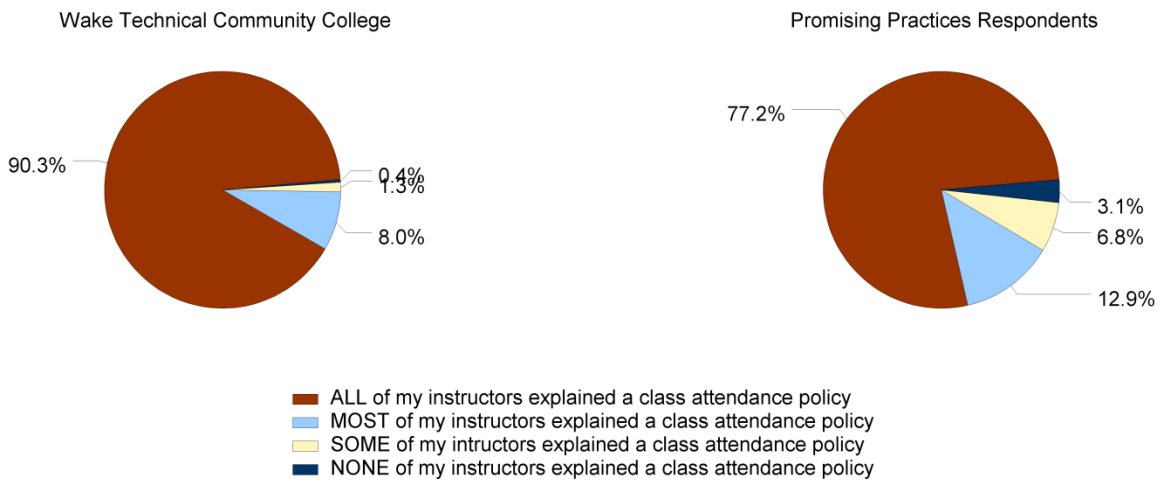 Wake Technical Community College
Promising Practices Respondents
90.3%
0.4%
1.3%
8.0%
77.2%
3.1%
6.8%
12.9%
ALL of my instructors explained a class attendance policy
MOST of my instructors explained a class attendance policy
SOME of my intructors explained a class attendance policy
NONE of my instructors explained a class attendance policy